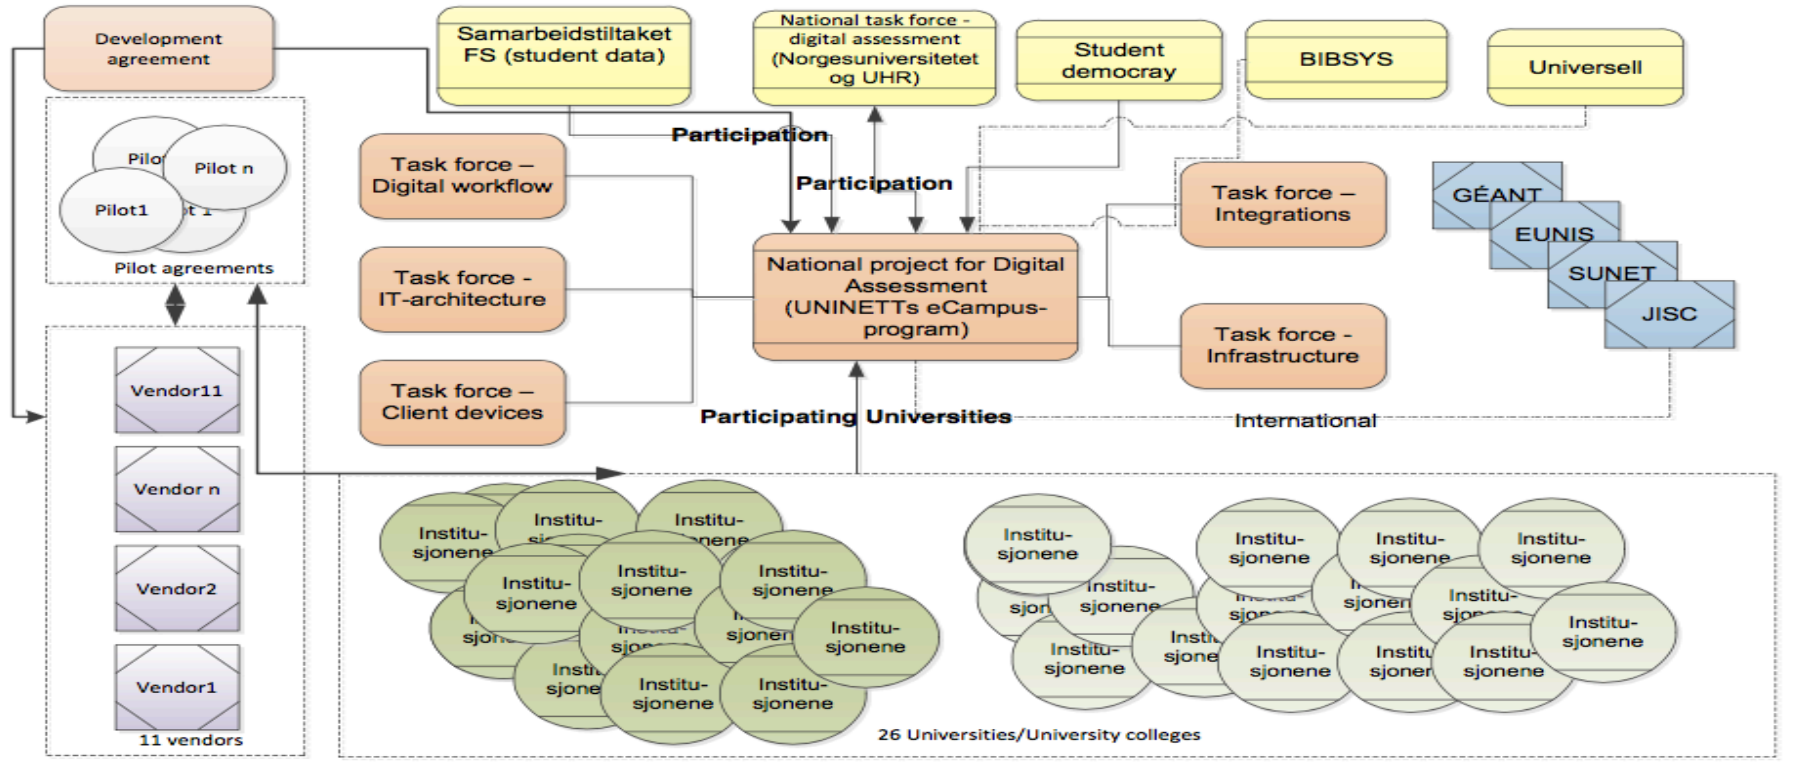 Development
agreement
Samarbeidstiltaket
FS (student data)
National task force -
digital assessment
(Norgesuniversitetet
og UHR)
Student
democray
BIBSYS
Universell
Participation
Participation
Pilot n
Pilot1
Pilot agreements
Task force –
Digital workflow
Task force -
IT-architecture
Task force –
Client devices
National project for Digital
Assessment
(UNINETTs eCampus-
program)
Task force –
Integrations
Task force -
Infrastructure
GÉANT
EUNIS
SUNET
JISC
Participating Universities
International
Vendor11
Vendor n
Vendor2
Vendor1
11 vendors
Institu-
sjonene
Institu-
Institu-
Institu-
sjonene
Institu-
sjonene
Institu-
sjonene
Institu-
sjonene
Institu-
sjonene
Institu-
sjonene
Institu-
sjonene
Institu-
sjonene
Institu-
sjonene
Institu-
sjonene
Institu-
sjonene
Institu-
sjonene
Institu-
sjonene
Institu-
sjonene
Institu-
sjonene
Institu-
sjonene
Institu-
sjonene
26 Universities/University colleges